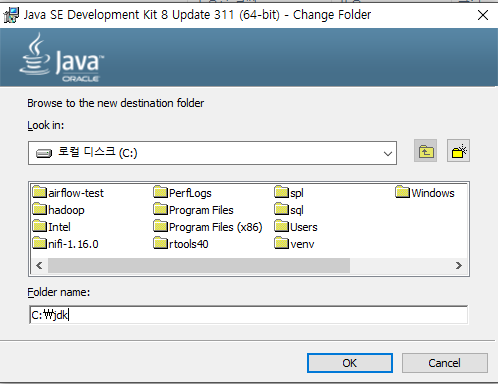 Java SE Development Kit 8 Update 311 (64-bit) - Change Folder
Java
ORACLE
Browse to the new destination folder
Look in:
로컬 디스크 (C:)
airflow-test PerfLogs spl Windows
hadoop Program Files sql
Intel Program Files (x86) Users
nifi-1.16.0 rtools40 venv
Folder name:
C:₩jdk
OK Cancel